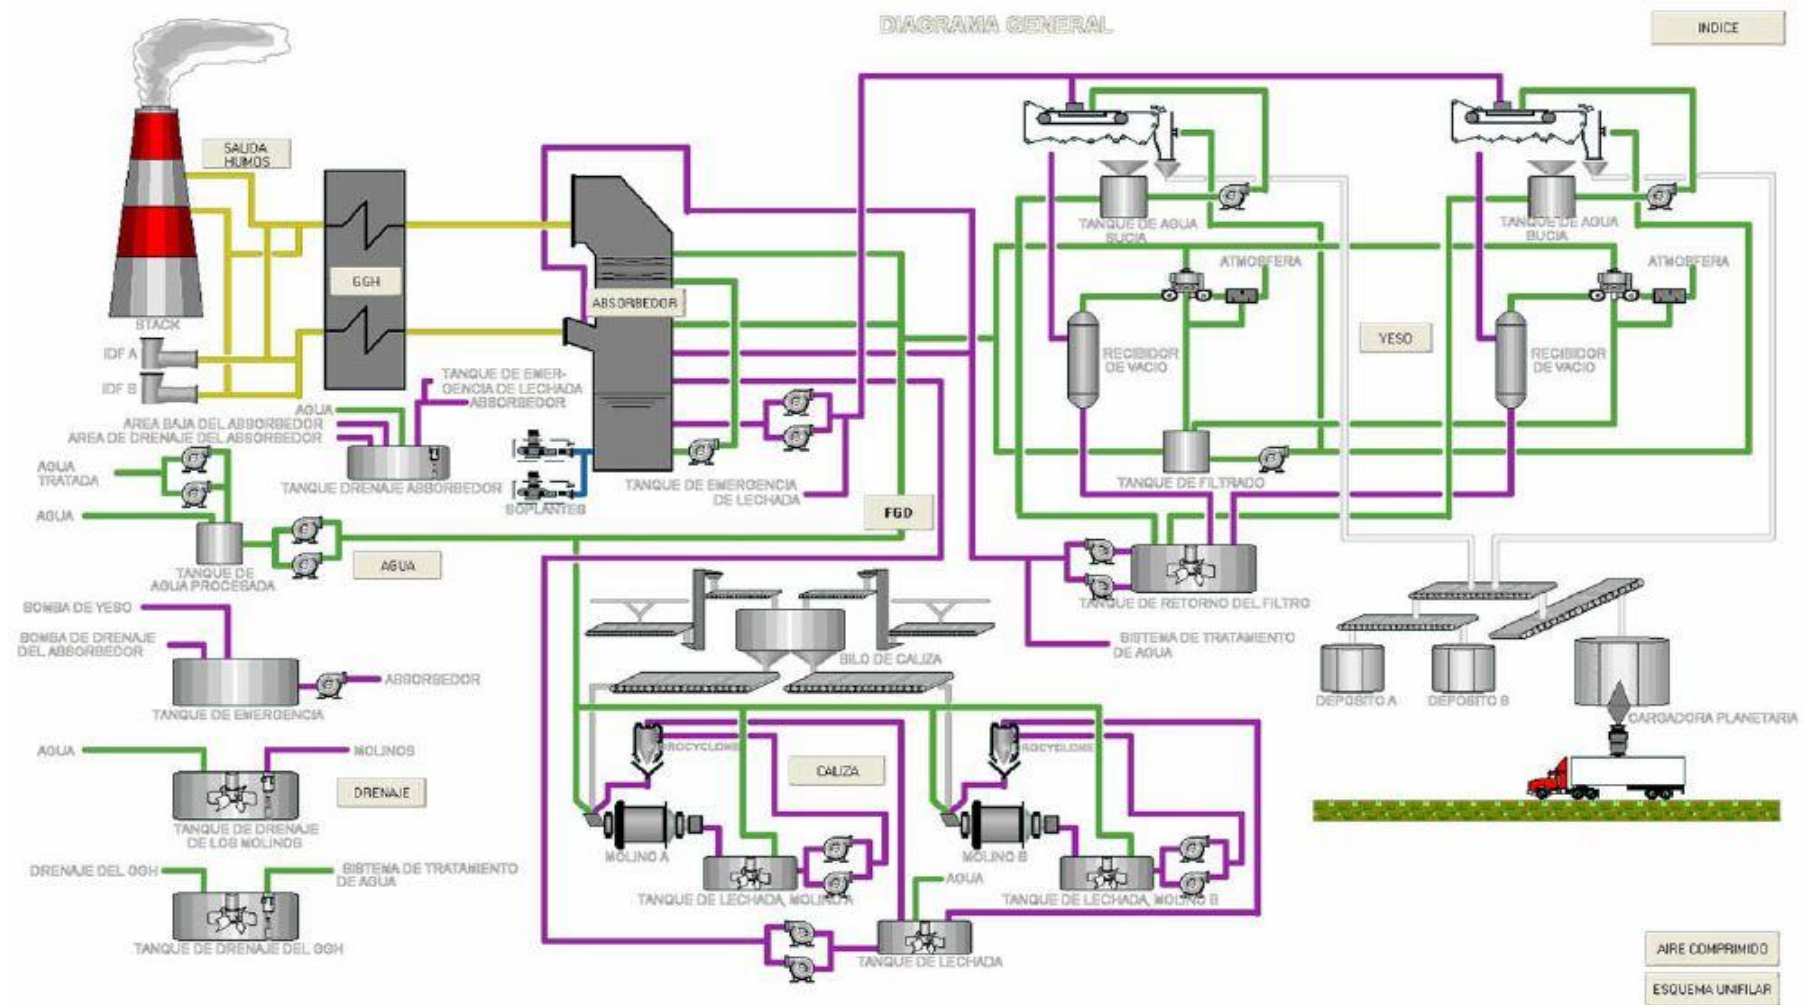 DIAGRAMA GENERAL
INDICE
SALIDA
HUMOS
GGH
ABSORBEDOR
STACK
IDF A
IDF B
TANQUE DE EMER-
GENCIA DE LECHADA
ABSORBEDOR
AGUA
AREA BAJA DEL ABSORBEDOR
AREA DE DRENAJE DEL ABSORBEDOR
TANQUE DRENAJE ABSORBEDOR
SOPLANTES
TANQUE DE EMERGENCIA
DE LECHADA
FGD
AGUA
TRATADA
AGUA
TANQUE DE
AGUA PROCESADA
AGUA
TANQUE DE AGUA
SUCIA
TANQUE DE AGUA
SUCIA
ATMOSFERA
ATMOSFERA
RECIBIDOR
DE VACIO
YESO
RECIBIDOR
DE VACIO
TANQUE DE FILTRADO
TANQUE DE RETORNO DEL FILTRO
SISTEMA DE TRATAMIENTO
DE AGUA
BOMBA DE YESO
BOMBA DE DRENAJE
DEL ABSORBEDOR
ABSORBEDOR
TANQUE DE EMERGENCIA
AGUA
MOLINOS
DRENAJE
TANQUE DE DRENAJE
DE LOS MOLINOS
DRENAJE DEL GGH
SISTEMA DE TRATAMIENTO
DE AGUA
TANQUE DE DRENAJE DEL GGH
SILO DE CALIZA
ROCYCLONE
CALIZA
ROCYCLONE
MOLINO A
MOLINO B
TANQUE DE LECHADA, MOLINO A
AGUA
TANQUE DE LECHADA, MOLINO B
TANQUE DE LECHADA
DEPOSITO A
DEPOSITO B
CARGADORA PLANETARIA
AIRE COMPRIMIDO
ESQUEMA UNIFILAR